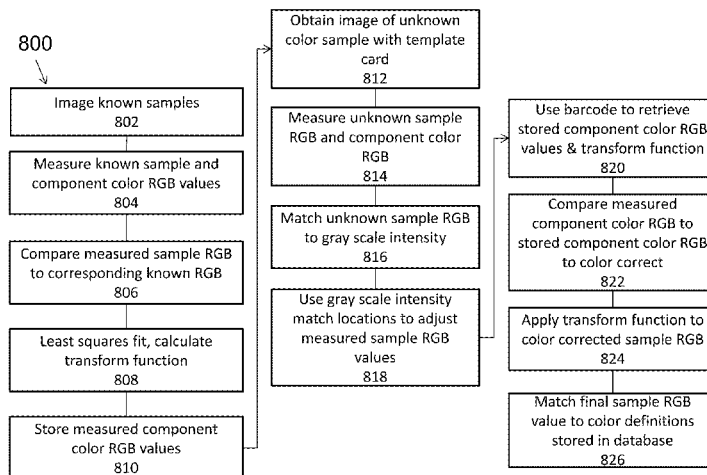 800
Image known samples
802
Measure known sample and
component color RGB values
804
Compare measured sample RGB
to corresponding known RGB
806
Least squares fit, calculate
transform function
808
Store measured component
color RGB values
810
Obtain image of unknown
color sample with template
card
812
Measure unknown sample
RGB and component color
RGB
814
Match unknown sample RGB
to gray scale intensity
816
Use gray scale intensity
match locations to adjust
measured sample RGB
values
818
Use barcode to retrieve
stored component color RGB
values & transform function
820
Compare measured
component color RGB to
stored component color RGB
to color correct
822
Apply transform function to
color corrected sample RGB
824
Match final sample RGB
value to color definitions
stored in database
826